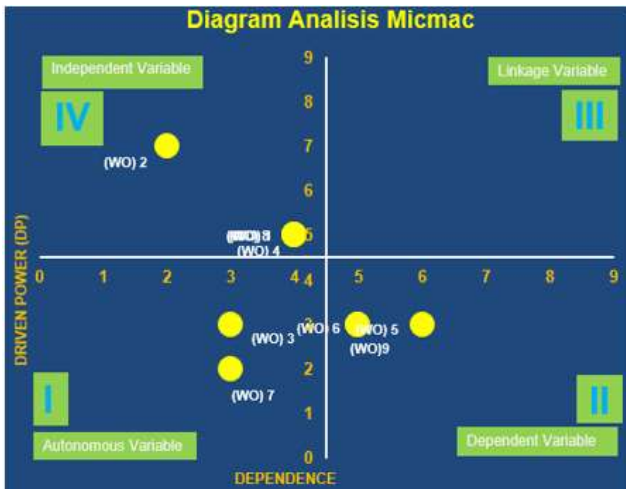 Diagram Analisis Micmac
Independent Variable
Linkage Variable
IV
III
9
8
7
6
5
4
3
2
1
0
(WO) 2
(WO) 4
0 1 2 3 4 5 6 7 8 9
(WO) 3
(WO) 6
(WO) 5
(WO)9
(WO) 7
I
II
Autonomous Variable
Dependent Variable
DRIVEN POWER (DP)
DEPENDENCE